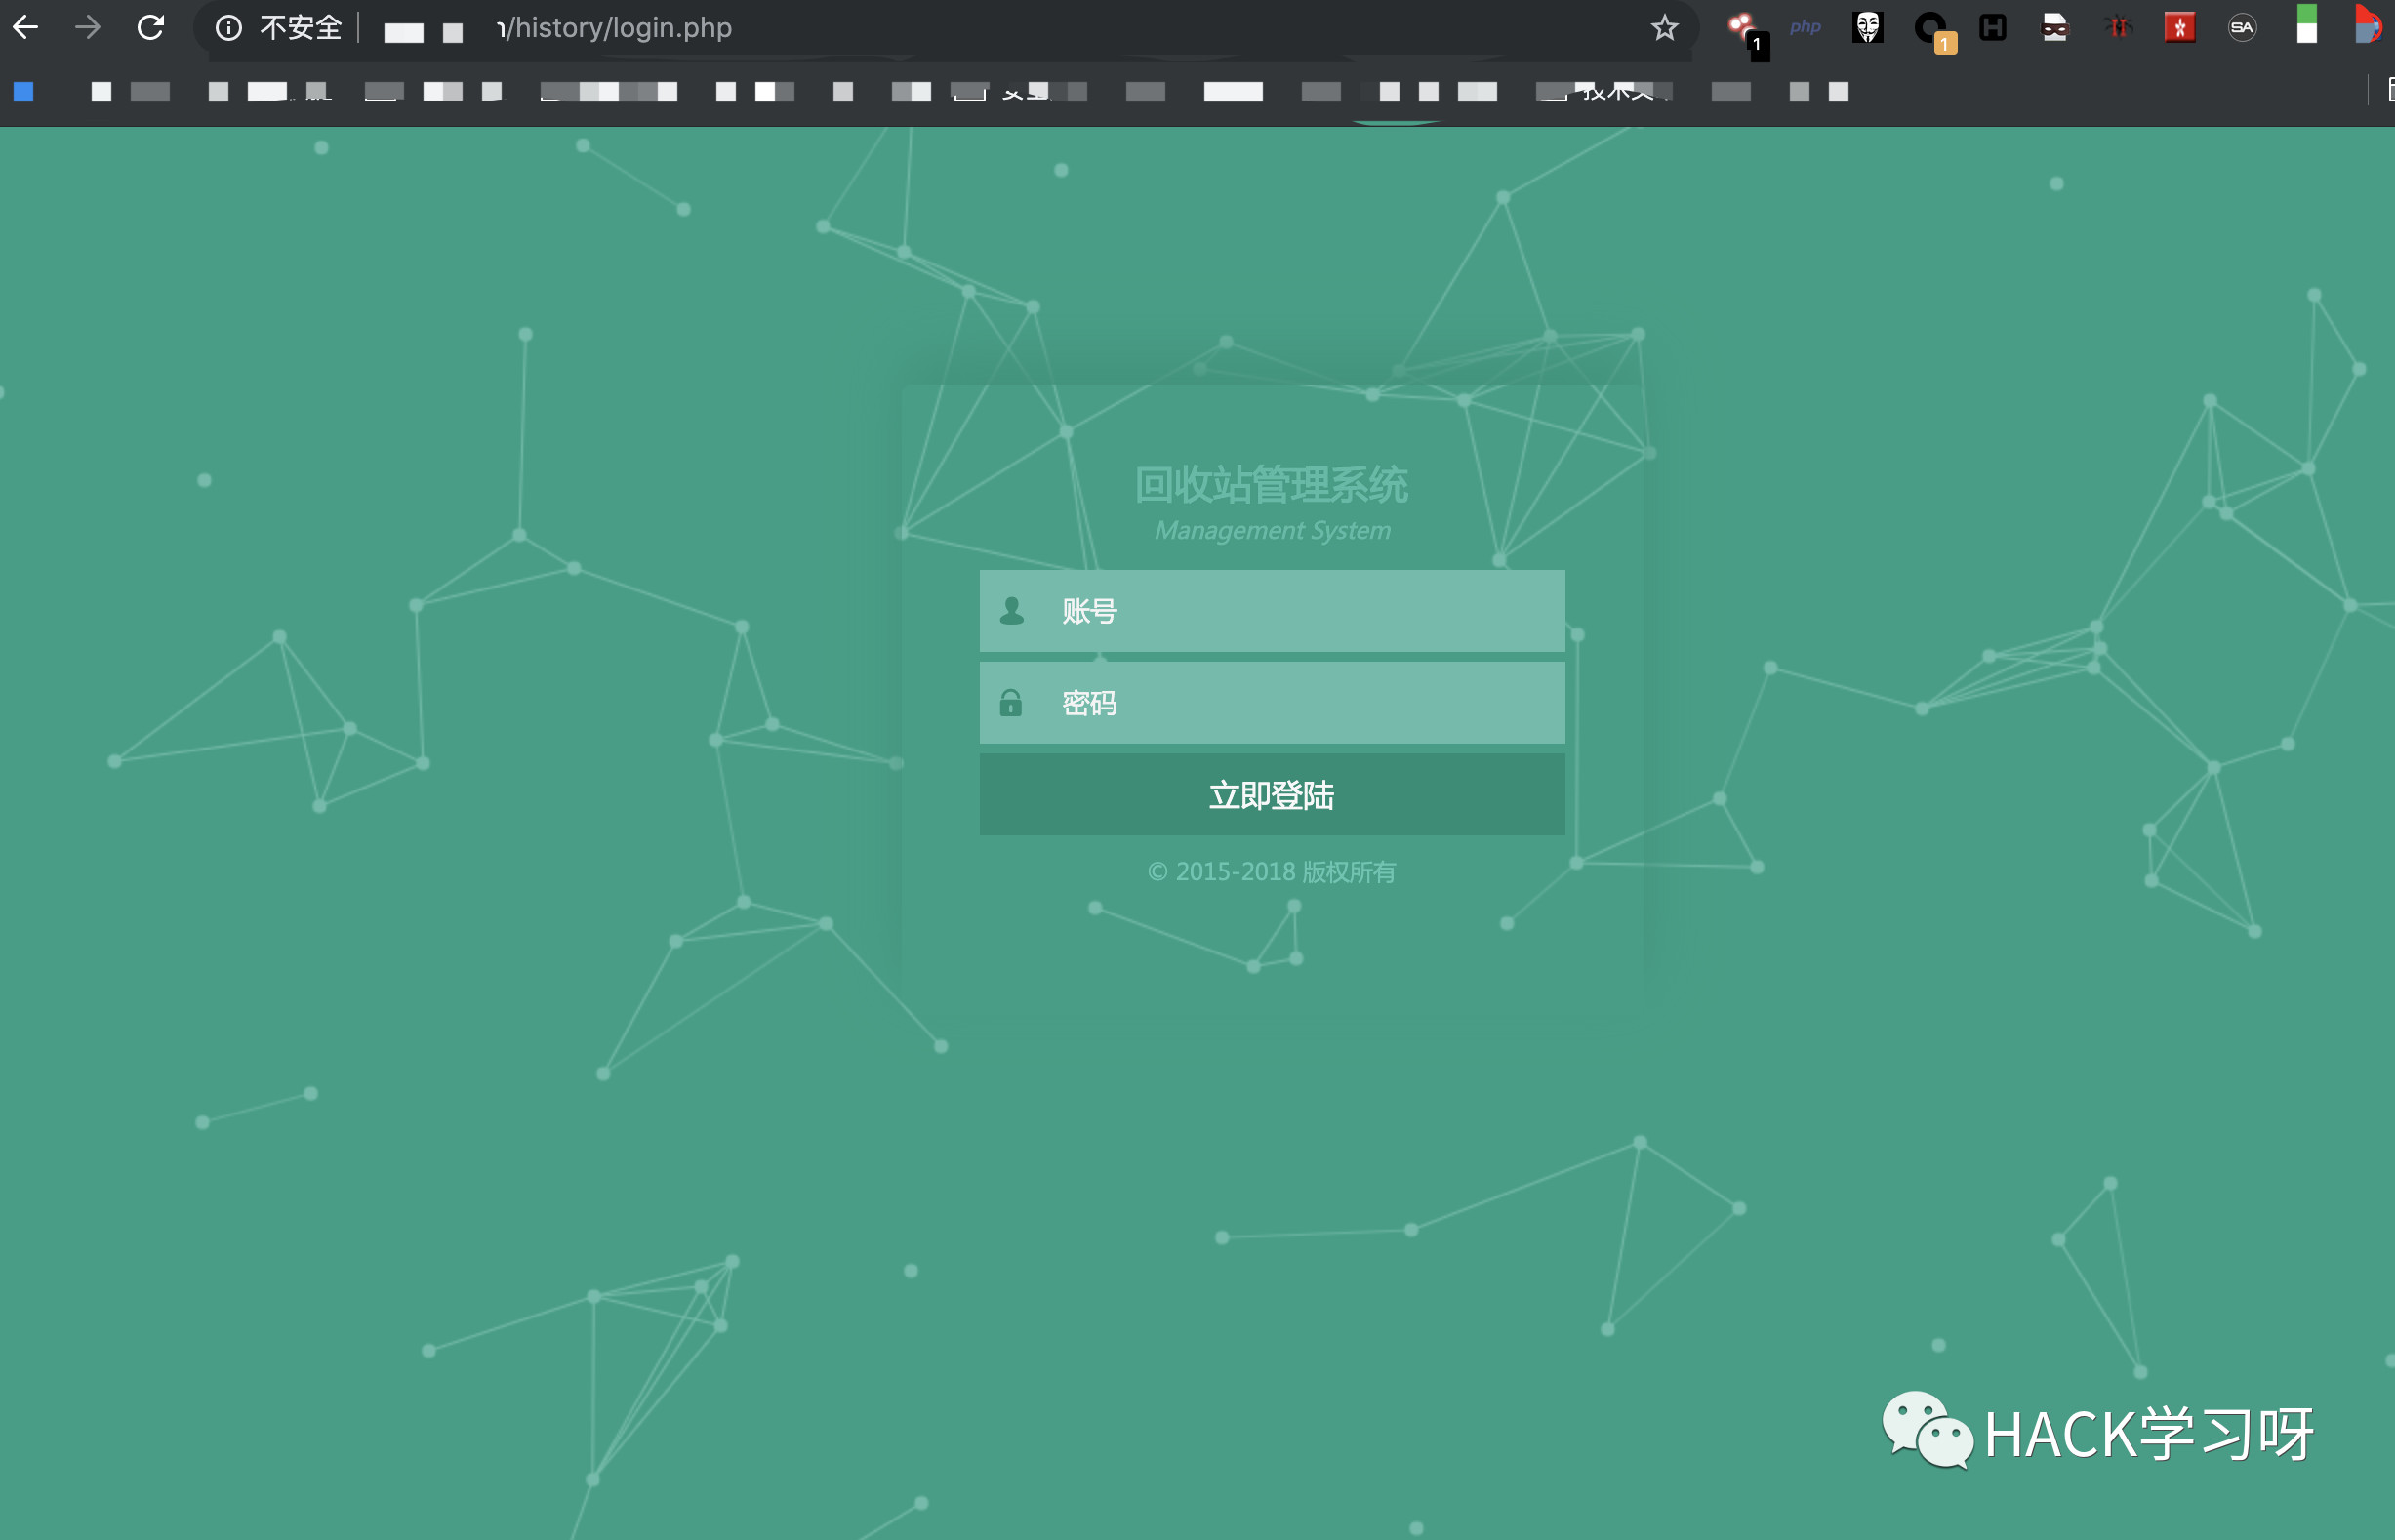 不安全
/history/login.php
1
php
1
H
SA
回收站管理系统
Management System
账号
密码
立即登陆
© 2015-2018 版权所有
HACK学习呀